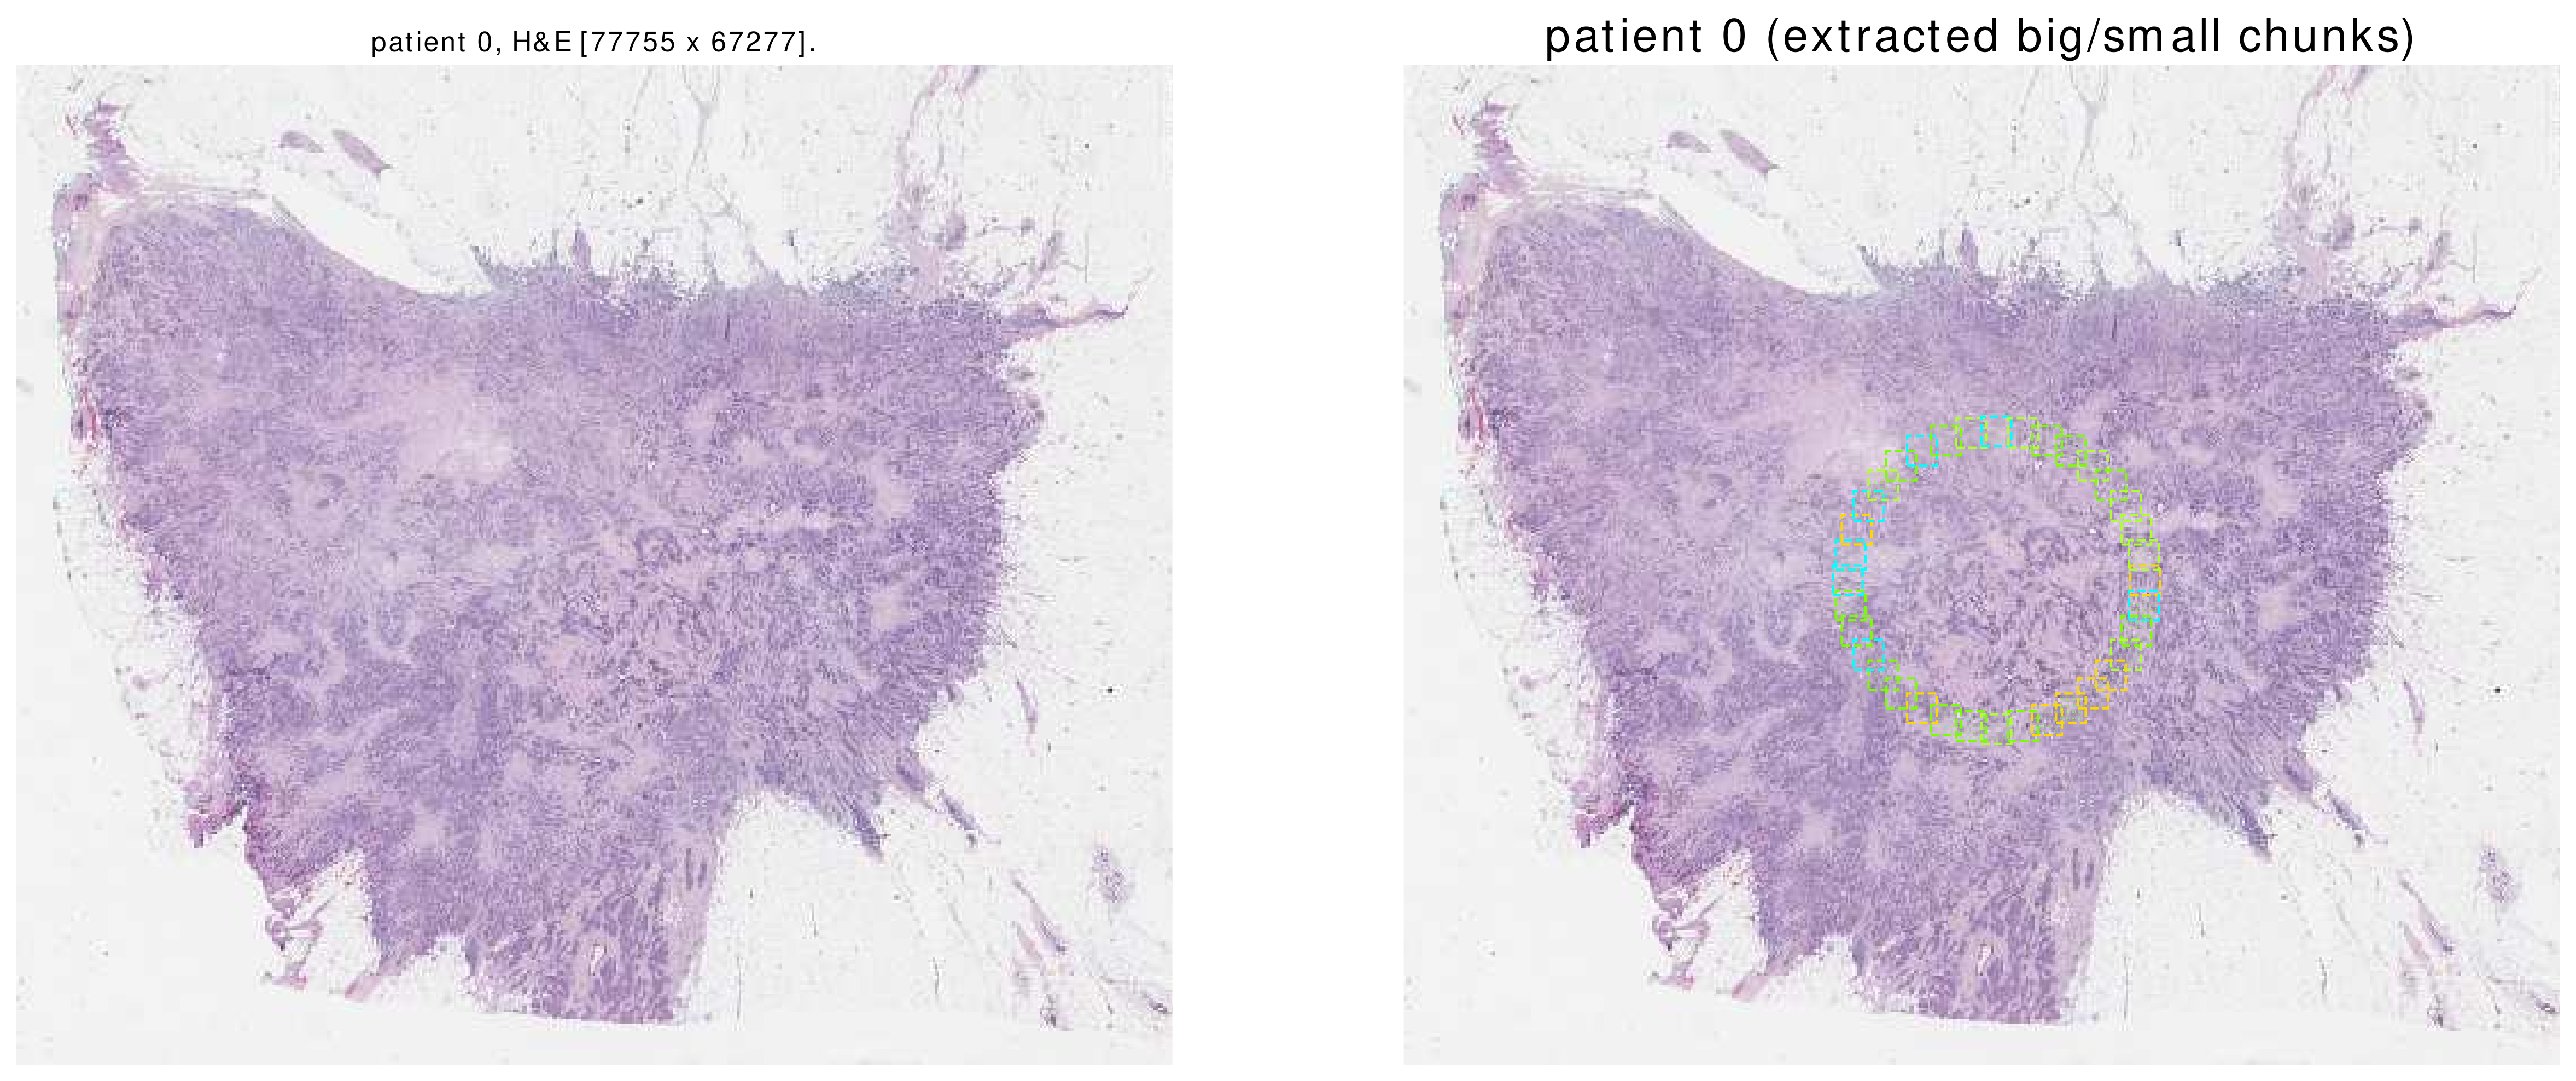 patient 0, H&E [77755 x 67277].
patient 0 (extracted big/small chunks)